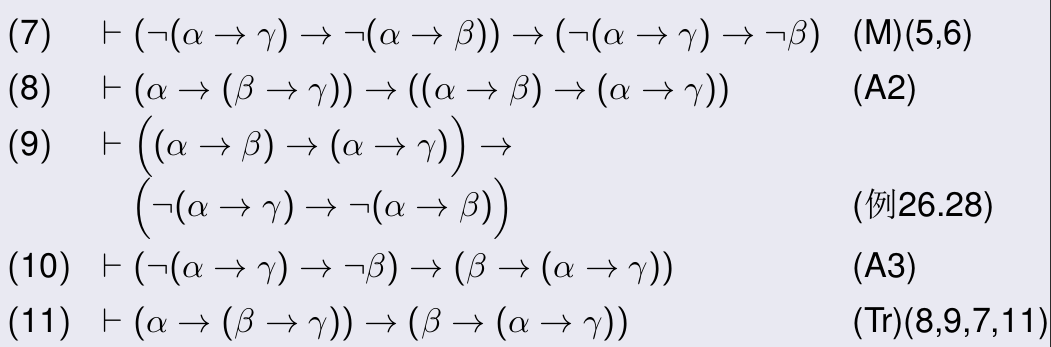 (7) ⊢ (¬(α → γ) → ¬(α → β)) → (¬(α → γ) → ¬β) (M)(5,6)
(8) ⊢ (α → (β → γ)) → ((α → β) → (α → γ)) (A2)
(9) ⊢ ((α → β) → (α → γ)) →
(¬(α → γ) → ¬(α → β)) (例26.28)
(10) ⊢ (¬(α → γ) → ¬β) → (β → (α → γ)) (A3)
(11) ⊢ (α → (β → γ)) → (β → (α → γ)) (Tr)(8,9,7,11)